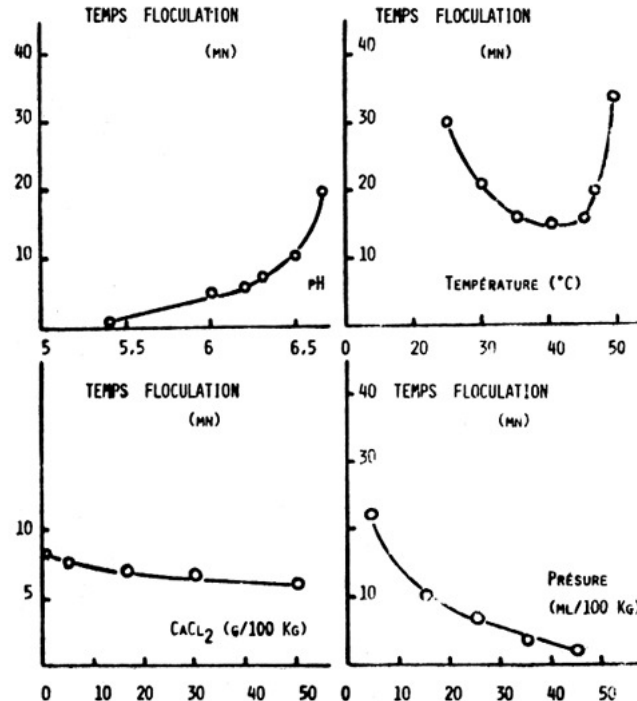 TEMPS FLOCULATION
(MN)
40
30
20
10
pH
5
5,5
6
6.5
TEMPS FLOCULATION
(MN)
40
30
20
10
TEMPÉRATURE (°C)
0
20
30
40
50
TEMPS FLOCULATION
(MN)
10
5
CACL2 (G/100 KG)
0
10
20
30
40
50
TEMPS FLOCULATION
(MN)
40
30
10
PRÉSURE
(ML/100 KG)
0
10
20
30
40
50